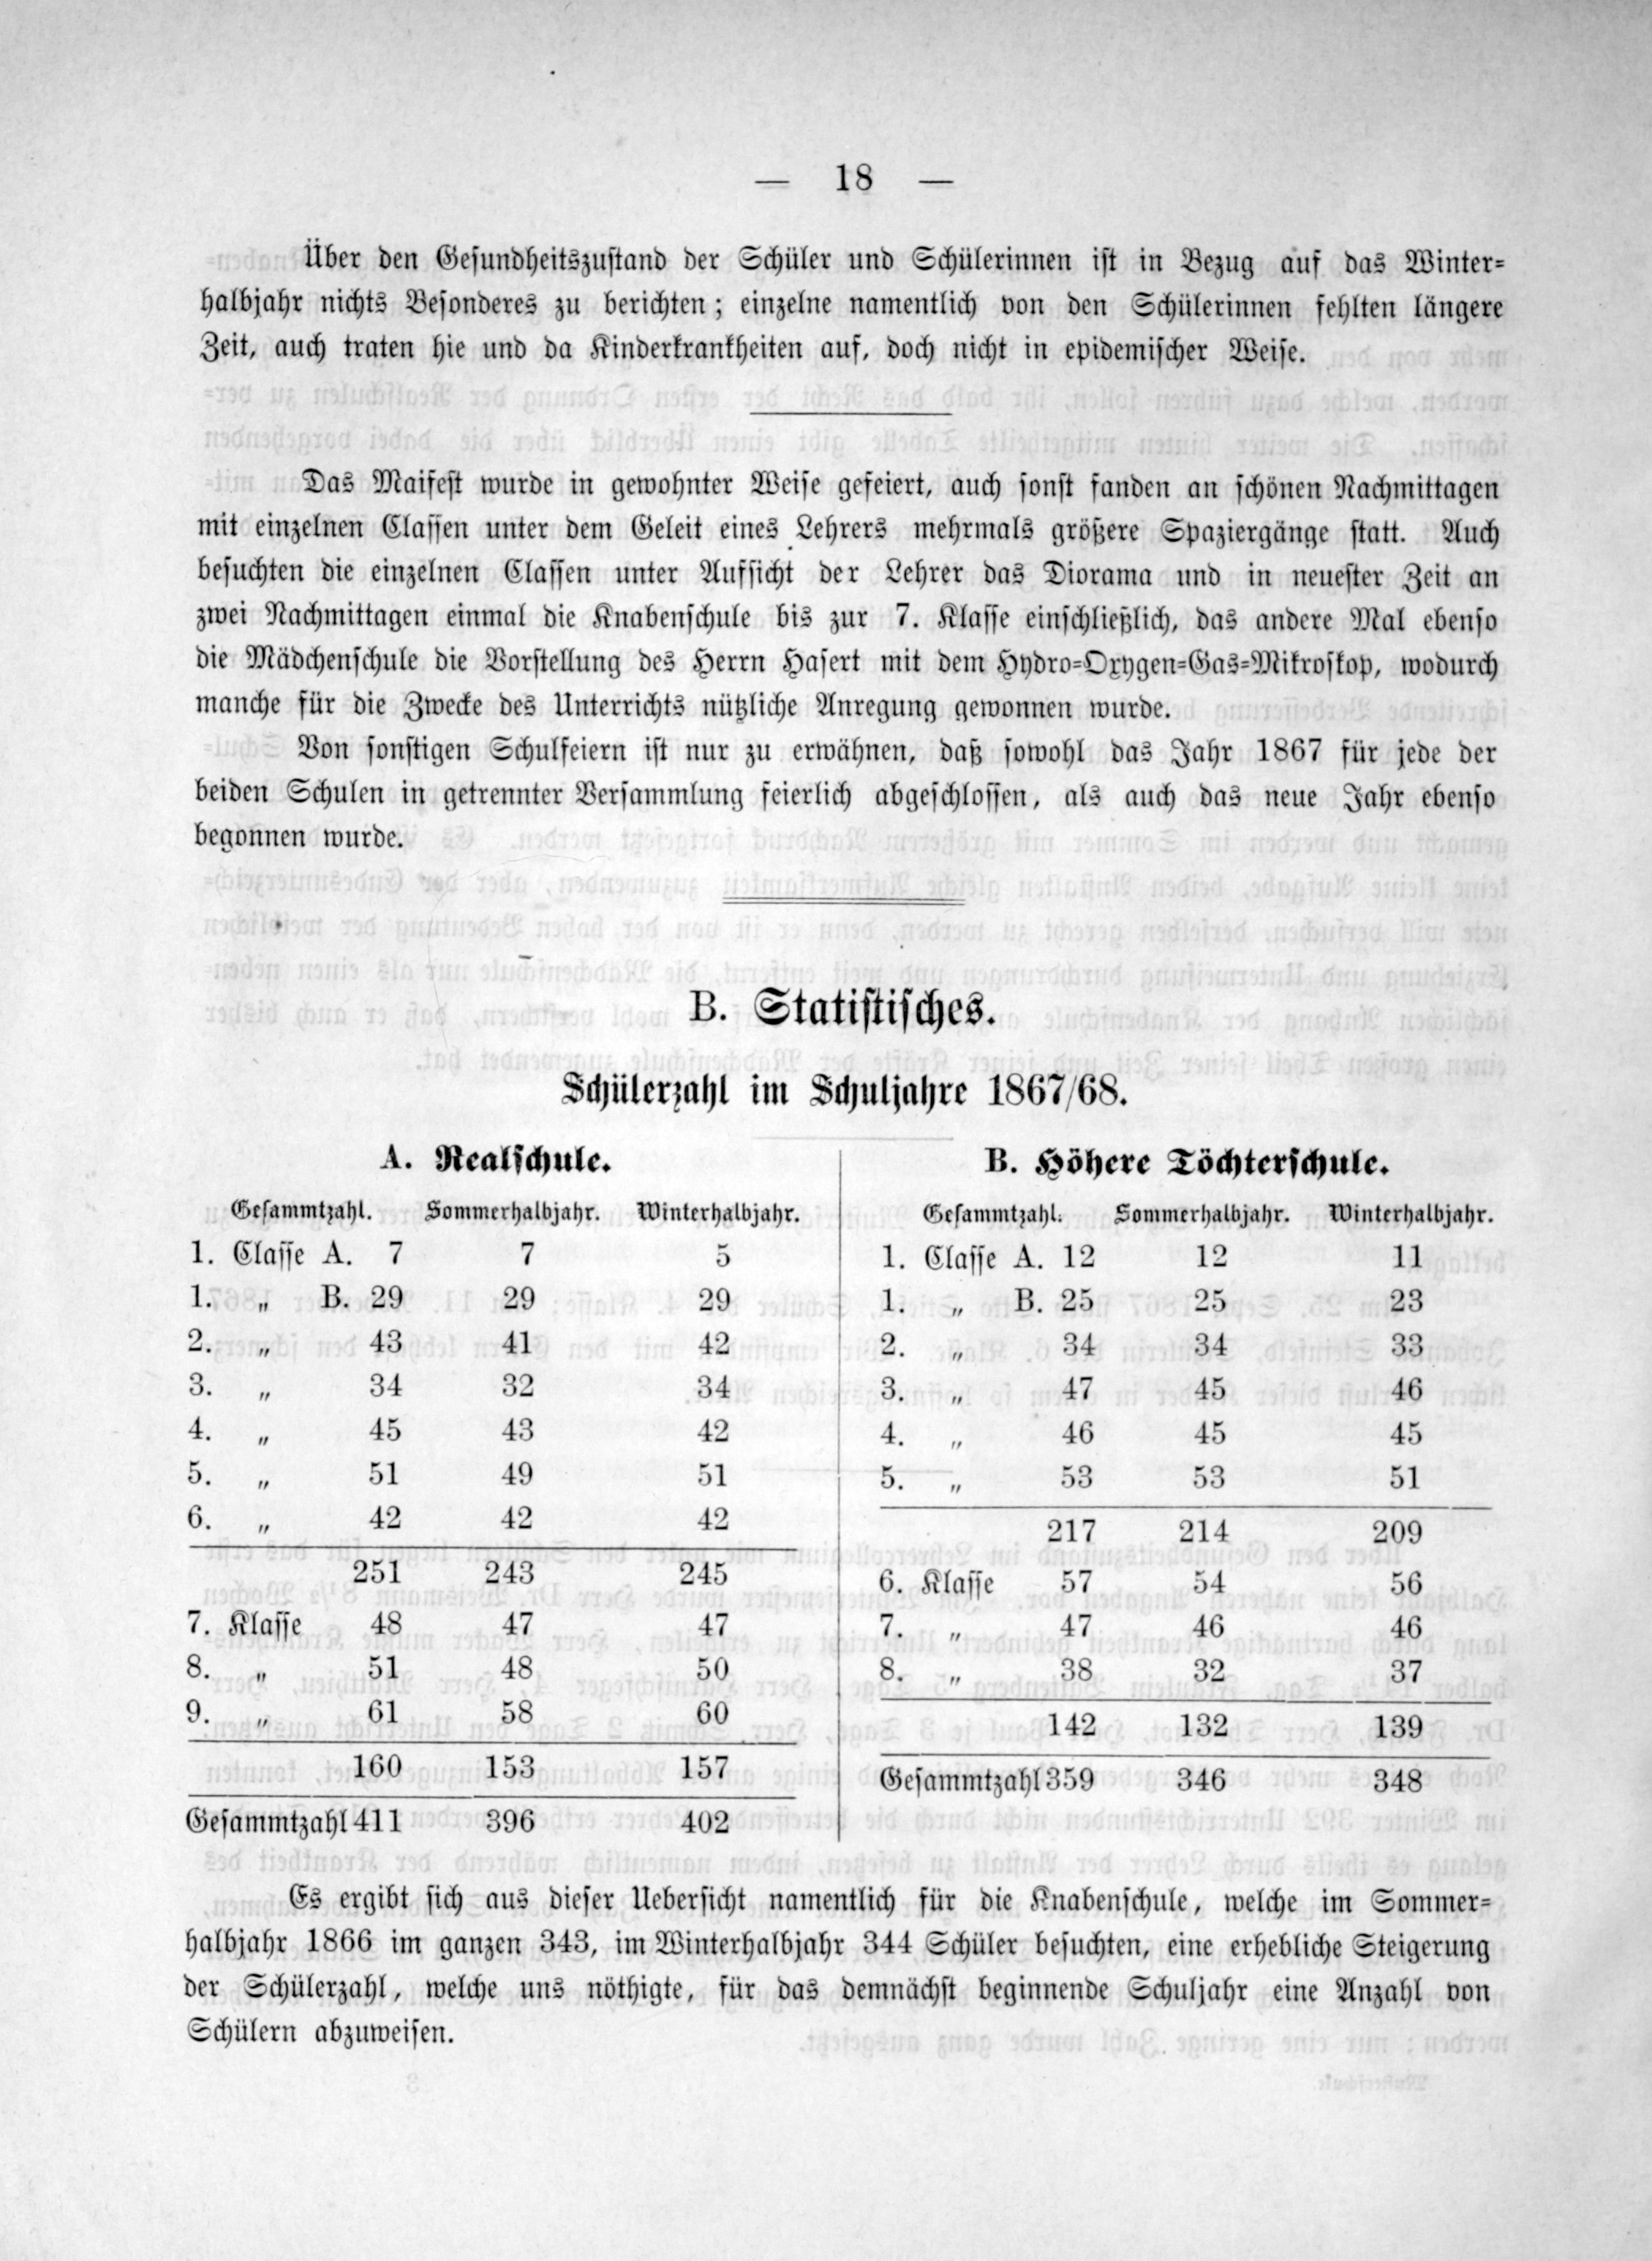 — 18 —
Über den Gesundheitszustand der Schüler und Schülerinnen ist in Bezug auf das Winter-
halbjahr nichts Besonderes zu berichten; einzelne namentlich von den Schülerinnen fehlten längere
Zeit, auch traten hie und da Kinderkrankheiten auf, doch nicht in epidemischer Weise.
Das Maifest wurde in gewohnter Weise gefeiert, auch sonst fanden an schönen Nachmittagen
mit einzelnen Classen unter dem Geleit eines Lehrers mehrmals größere Spaziergänge statt. Auch
besuchten die einzelnen Classen unter Aufsicht der Lehrer das Diorama und in neuester Zeit an
zwei Nachmittagen einmal die Knabenschule bis zur 7. Klasse einschließlich, das andere Mal ebenso
die Mädchenschule die Vorstellung des Herrn Hasert mit dem Hydro-Oxygen-Gas-Mikroskop, wodurch
manche für die Zwecke des Unterrichts nützliche Anregung gewonnen wurde.
Von sonstigen Schulfeiern ist nur zu erwähnen, daß sowohl das Jahr 1867 für jede der
beiden Schulen in getrennter Versammlung feierlich abgeschlossen, als auch das neue Jahr ebenso
begonnen wurde.
B. Statistisches.
Schülerzahl im Schuljahre 1867/68.
A. Realschule.
Gesammtzahl. Sommerhalbjahr. Winterhalbjahr.
1. Classe A. 7 7 5
1. „ B. 29 29 29
2. „ 43 41 42
3. „ 34 32 34
4. „ 45 43 42
5. „ 51 49 51
6. „ 42 42 42
251 243 245
7. Klasse 48 47 47
8. „ 51 48 50
9. „ 61 58 60
160 153 157
Gesammtzahl 411 396 402
B. Höhere Töchterschule.
Gesammtzahl. Sommerhalbjahr. Winterhalbjahr.
1. Classe A. 12 12 11
1. „ B. 25 25 23
2. „ 34 34 33
3. „ 47 45 46
4. „ 46 45 45
5. „ 53 53 51
217 214 209
6. Klasse 57 54 56
7. „ 47 46 46
8. „ 38 32 37
142 132 139
Gesammtzahl 359 346 348
Es ergibt sich aus dieser Uebersicht namentlich für die Knabenschule, welche im Sommer-
halbjahr 1866 im ganzen 343, im Winterhalbjahr 344 Schüler besuchten, eine erhebliche Steigerung
der Schülerzahl, welche uns nöthigte, für das demnächst beginnende Schuljahr eine Anzahl von
Schülern abzuweisen.